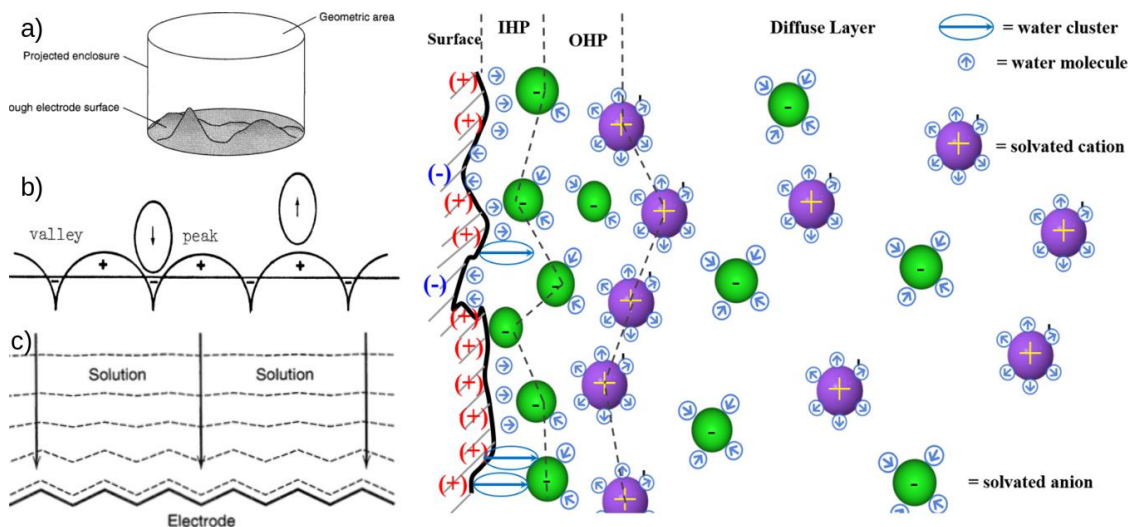 a)
Geometric area
Projected enclosure
ough electrode surface
b)
valley
peak
+ + +
- - - -
c)
Solution
Solution
Electrode
Surface
IHP
OHP
Diffuse Layer
= water cluster
= water molecule
= solvated cation
= solvated anion
(+)
(+)
(-)
(+)
(+)
(-)
(+)
(+)
(+)
(+)
(+)
(+)